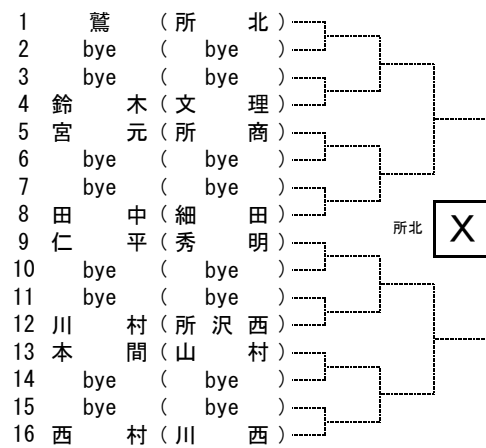 1 鷲 (所 北)
2 bye ( bye )
3 bye ( bye )
4 鈴 木 (文 理)
5 宮 元 (所 商)
6 bye ( bye )
7 bye ( bye )
8 田 中 (細 田)
9 仁 平 (秀 明)
所北 X
10 bye ( bye )
11 bye ( bye )
12 川 村 (所 沢 西)
13 本 間 (山 村)
14 bye ( bye )
15 bye ( bye )
16 西 村 (川 西)